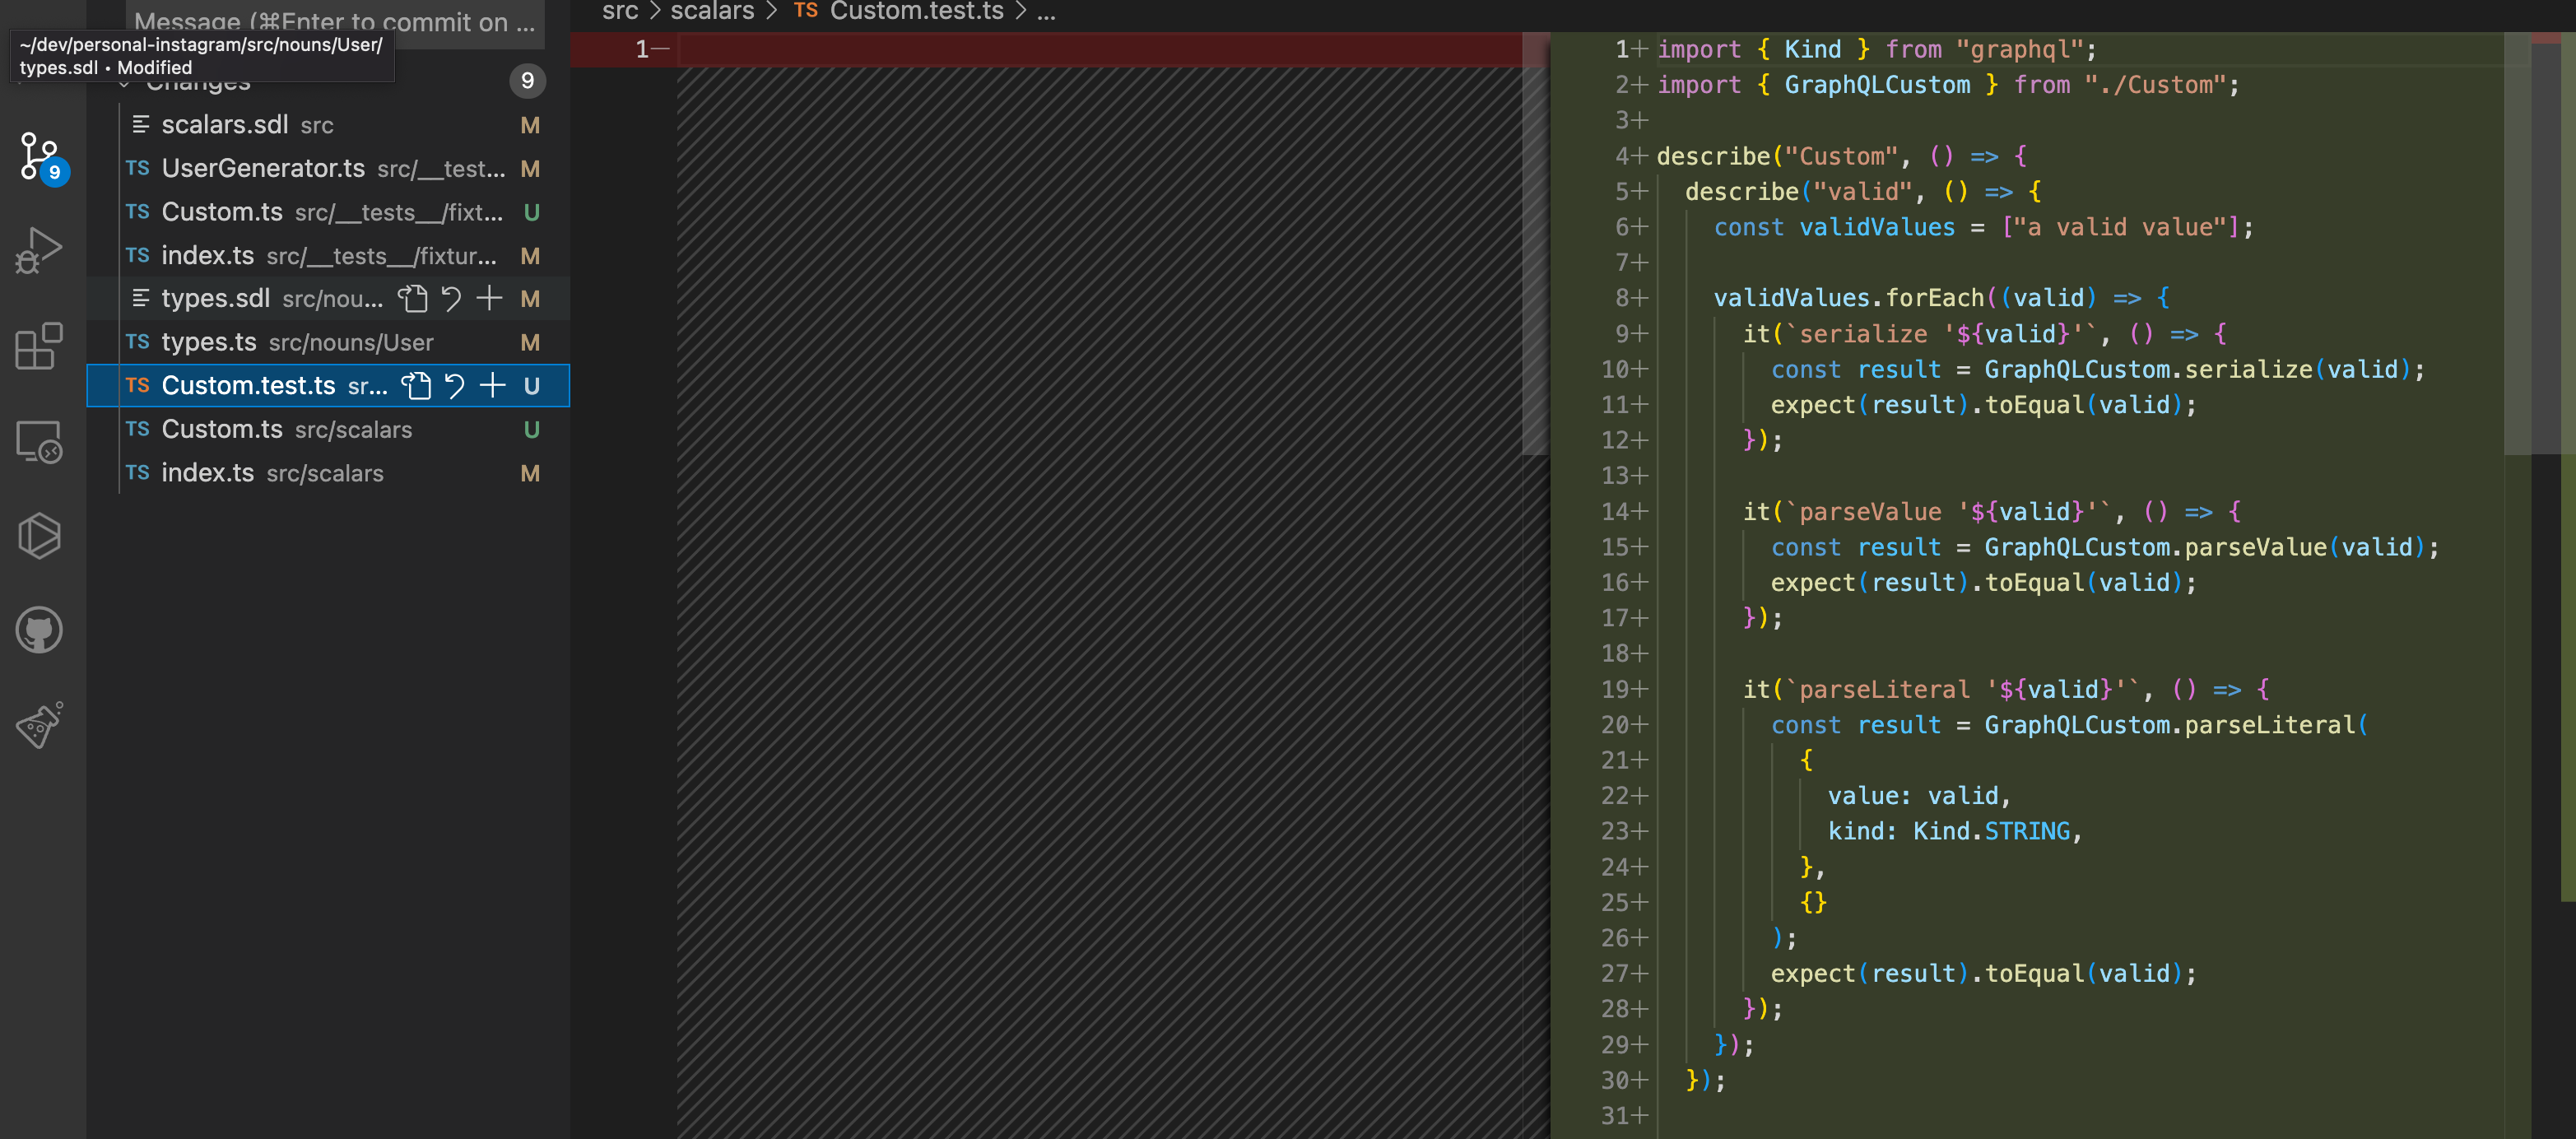 Message (⌘Enter to commit on ...
~/dev/personal-instagram/src/nouns/User/
types.sdl • Modified
Changes 9
9
scalars.sdl src M
TS UserGenerator.ts src/__test... M
TS Custom.ts src/__tests__/fixt... U
TS index.ts src/__tests__/fixtur... M
types.sdl src/nou... M
TS types.ts src/nouns/User M
TS Custom.test.ts sr... U
TS Custom.ts src/scalars U
TS index.ts src/scalars M
src > scalars > TS Custom.test.ts > ...
1—
1+ import { Kind } from "graphql";
2+ import { GraphQLCustom } from "./Custom";
3+
4+ describe("Custom", () => {
5+ describe("valid", () => {
6+ const validValues = ["a valid value"];
7+
8+ validValues.forEach((valid) => {
9+ it(`serialize '${valid}'`, () => {
10+ const result = GraphQLCustom.serialize(valid);
11+ expect(result).toEqual(valid);
12+ });
13+
14+ it(`parseValue '${valid}'`, () => {
15+ const result = GraphQLCustom.parseValue(valid);
16+ expect(result).toEqual(valid);
17+ });
18+
19+ it(`parseLiteral '${valid}'`, () => {
20+ const result = GraphQLCustom.parseLiteral(
21+ {
22+ value: valid,
23+ kind: Kind.STRING,
24+ },
25+ {}
26+ );
27+ expect(result).toEqual(valid);
28+ });
29+ });
30+ });
31+